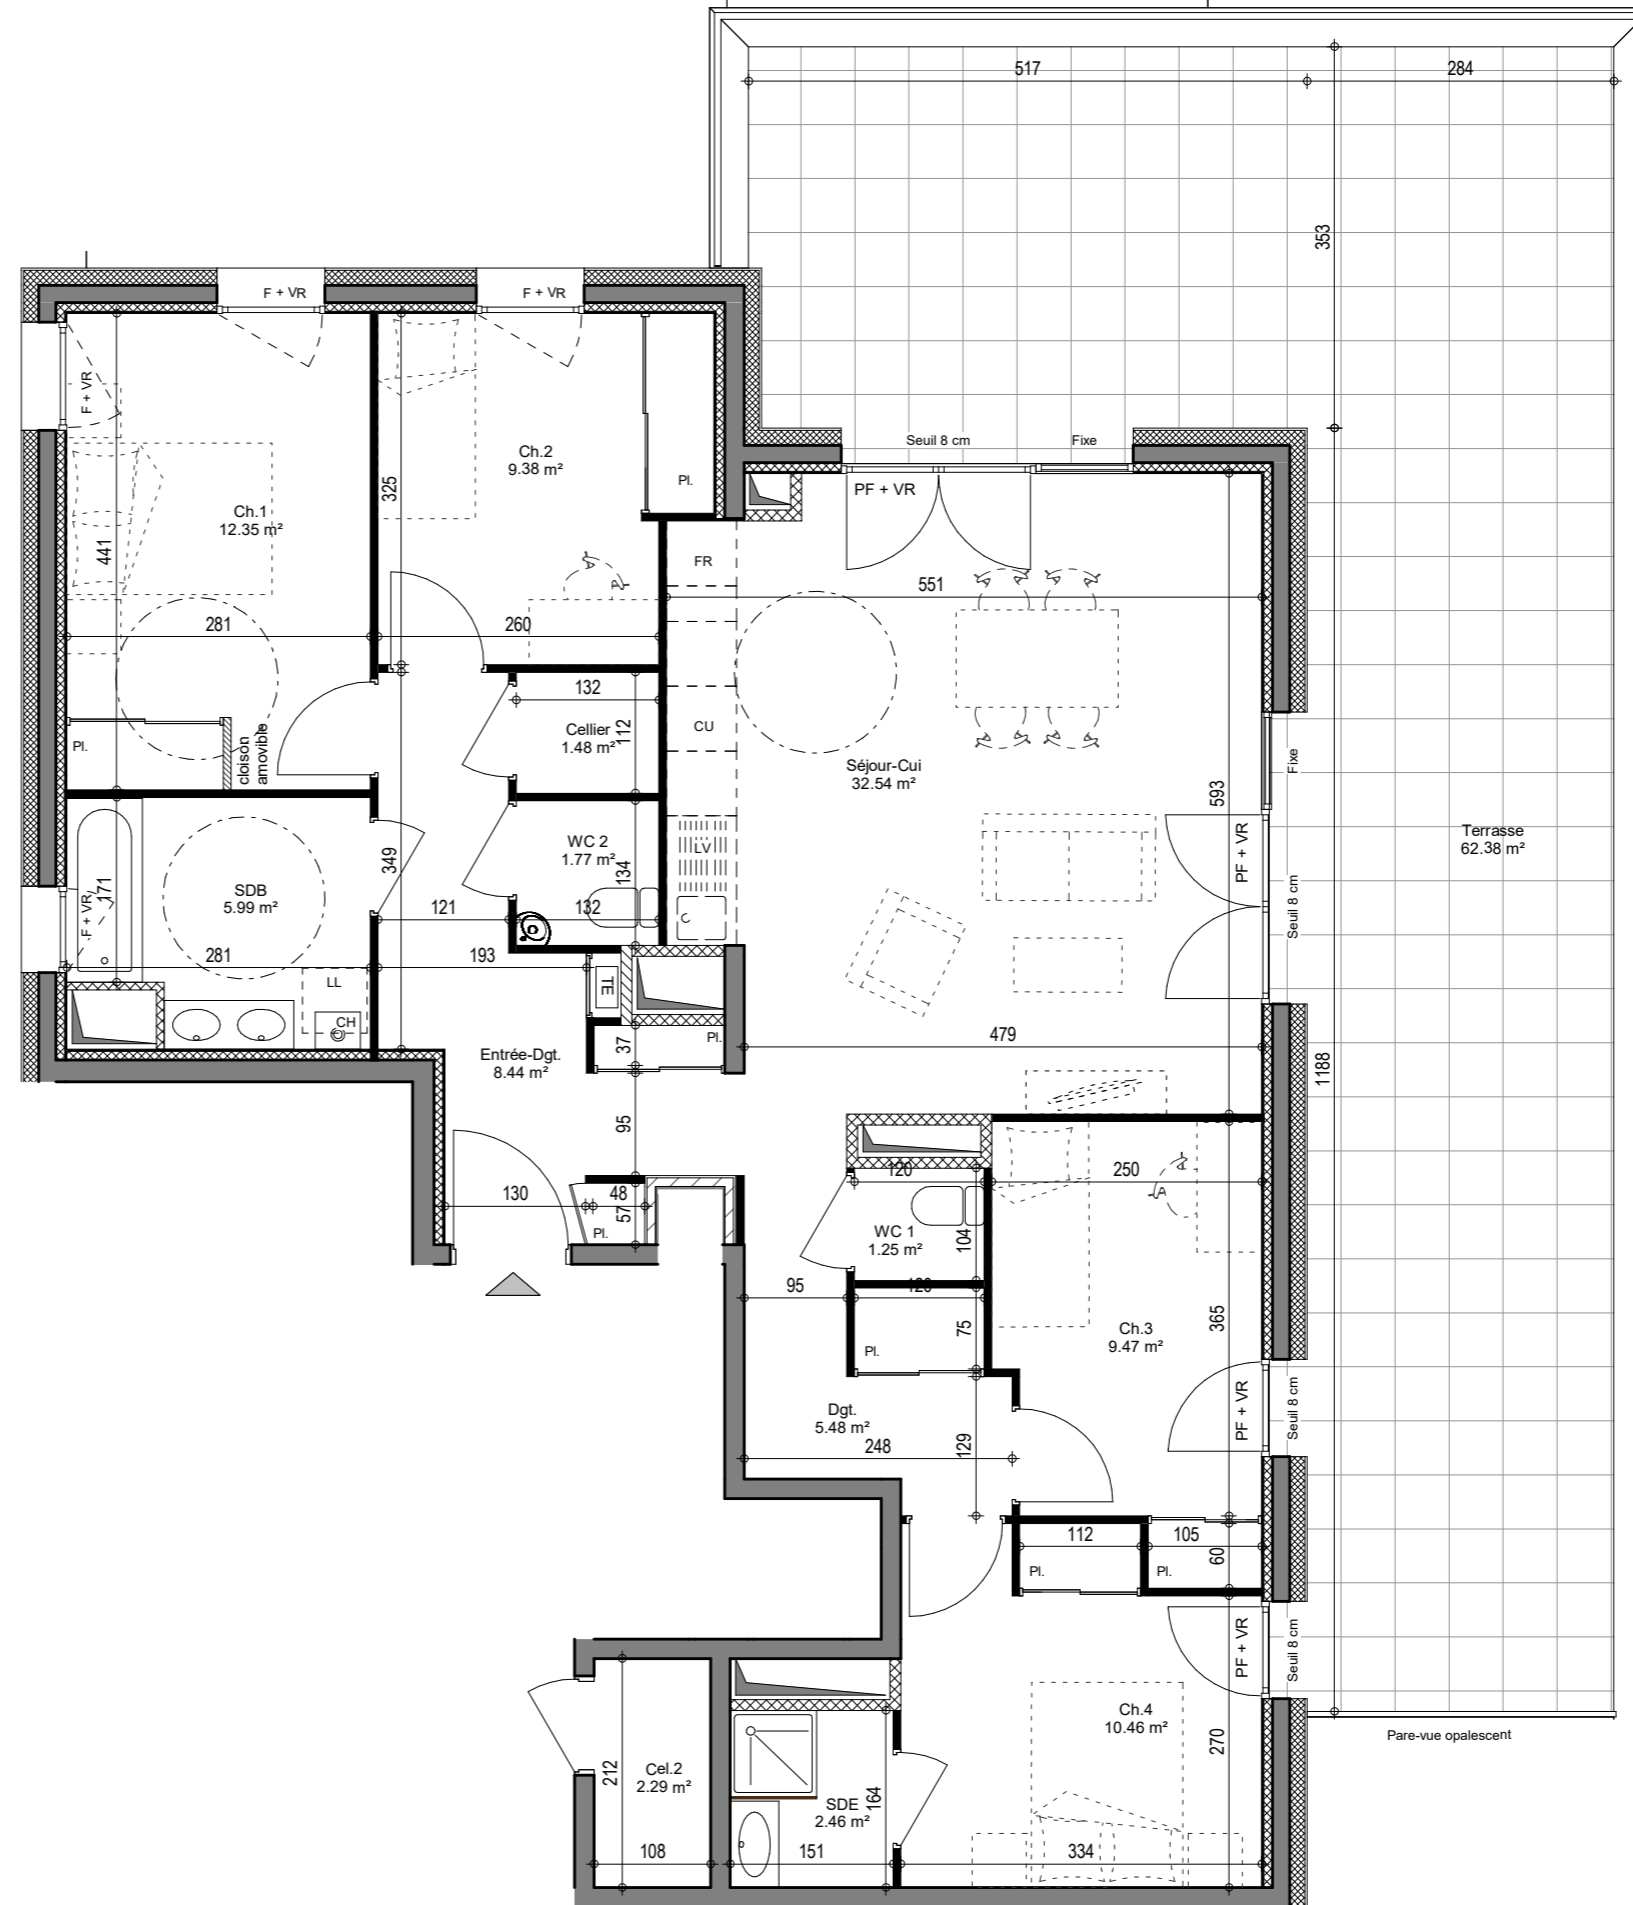 517
284
353
F + VR
F + VR
F + VR
Seuil 8 cm
Fixe
PF + VR
Ch.2
9.38 m²
Pl.
325
Ch.1
12.35 m²
441
FR
551
281
260
132
Cellier
1.48 m²
112
CU
Pl.
cloison
amovible
Séjour-Cui
32.54 m²
593
Fixe
Terrasse
62.38 m²
PF + VR
Seuil 8 cm
WC 2
1.77 m²
134
LV
349
SDB
5.99 m²
171
F + VR
121
132
C
281
193
LL
TE
CH
Entrée-Dgt.
8.44 m²
37
Pl.
479
1188
95
120
250
130
48
57
Pl.
WC 1
1.25 m²
104
95
120
75
Pl.
Ch.3
9.47 m²
365
PF + VR
Seuil 8 cm
Dgt.
5.48 m²
248
129
112
105
60
Pl.
Pl.
PF + VR
Seuil 8 cm
Ch.4
10.46 m²
270
Pare-vue opalescent
Cel.2
2.29 m²
212
SDE
2.46 m²
164
108
151
334